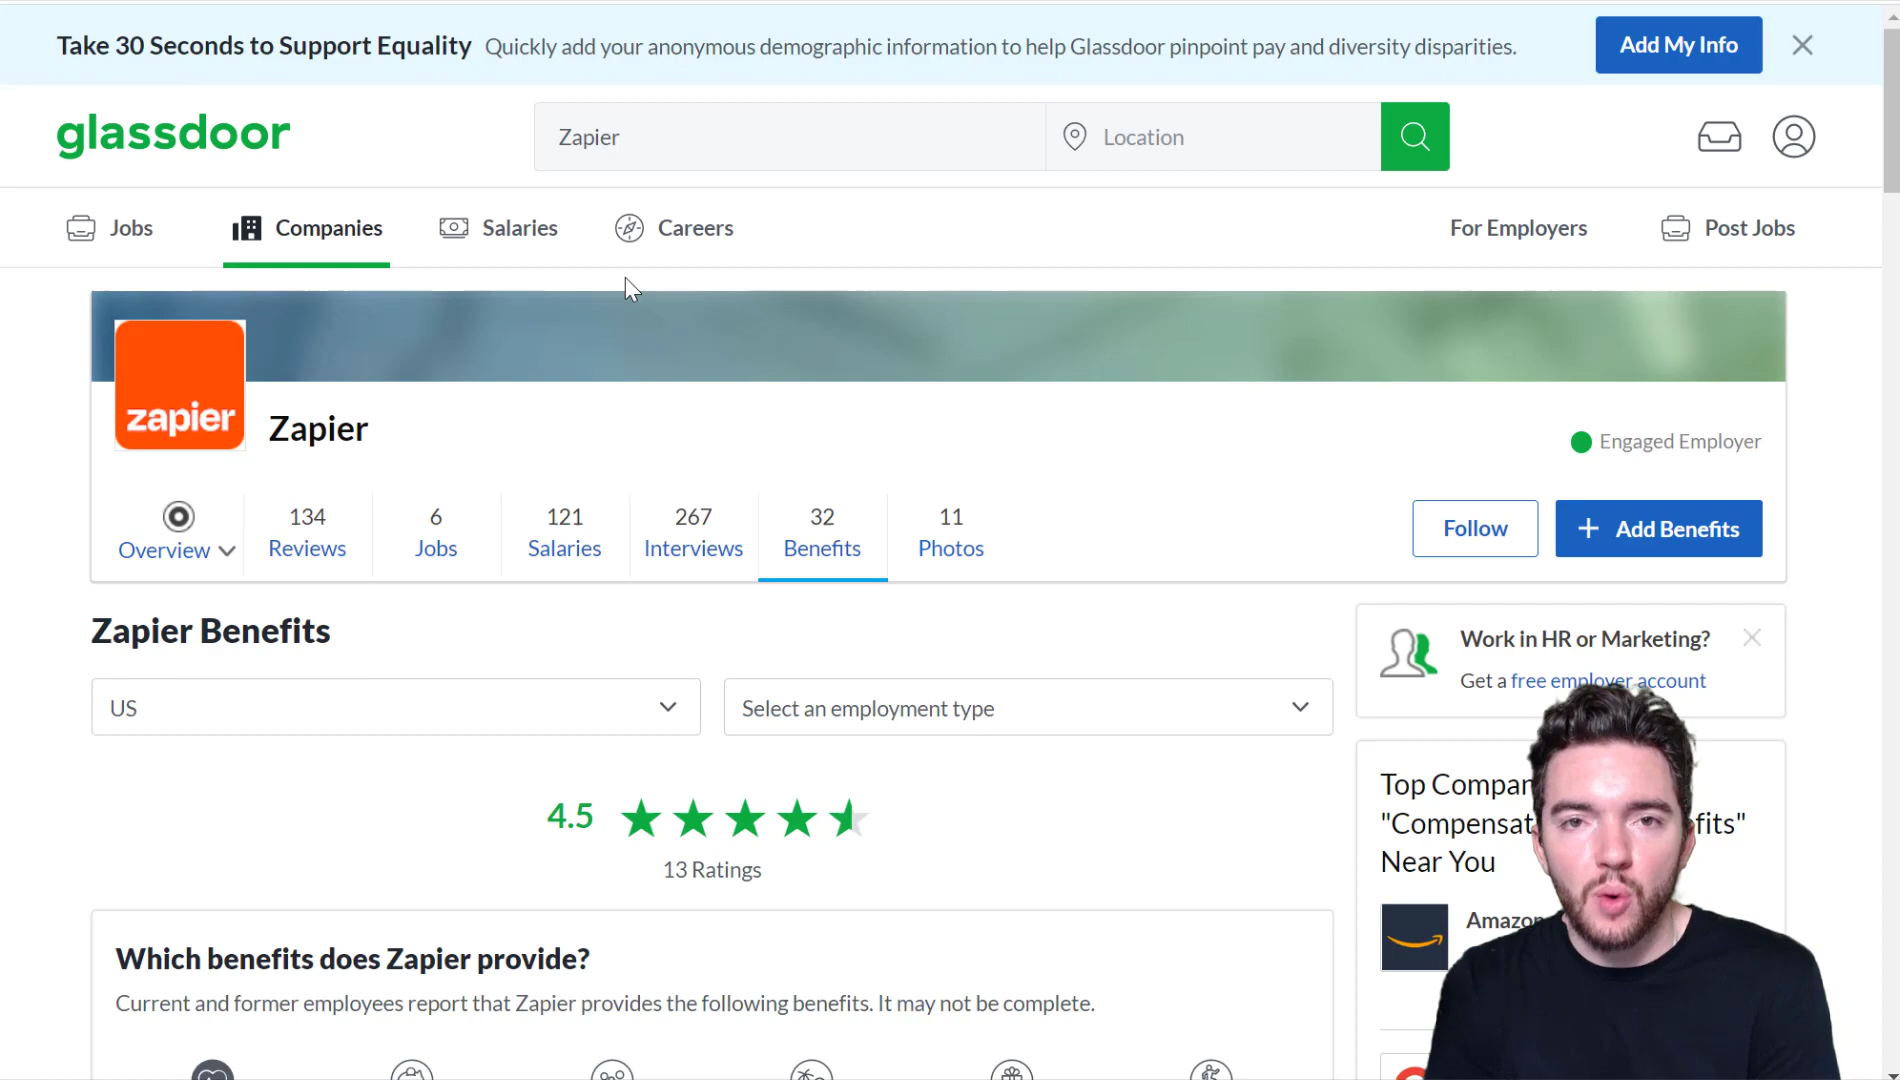 Take 30 Seconds to Support Equality Quickly add your anonymous demographic information to help Glassdoor pinpoint pay and diversity disparities.
Add My Info
glassdoor
Zapier
Location
Jobs
Companies
Salaries
Careers
For Employers
Post Jobs
zapier
Zapier
Engaged Employer
Overview
134
Reviews
6
Jobs
121
Salaries
267
Interviews
32
Benefits
11
Photos
Follow
+ Add Benefits
Zapier Benefits
US
Select an employment type
4.5
13 Ratings
Which benefits does Zapier provide?
Current and former employees report that Zapier provides the following benefits. It may not be complete.
Work in HR or Marketing?
Get a free employer account
Top
"
Near You
Amazon